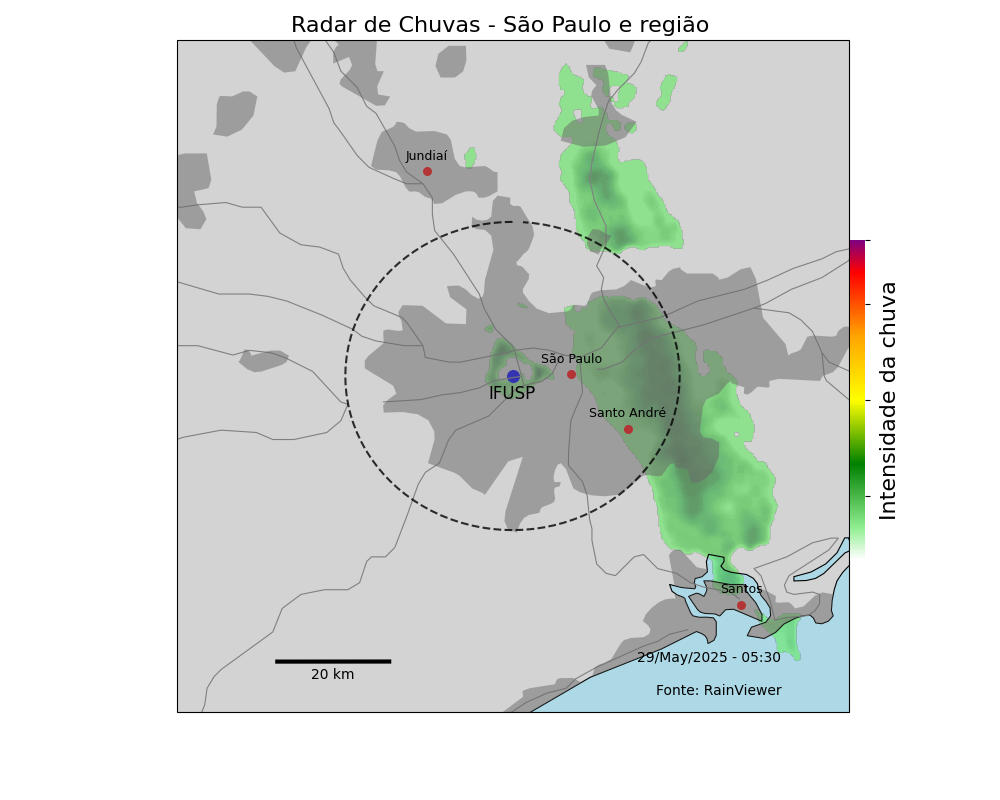 Radar de Chuvas - São Paulo e região
Jundiaí
São Paulo
IFUSP
Santo André
Intensidade da chuva
Santos
29/May/2025 - 05:30
20 km
Fonte: RainViewer